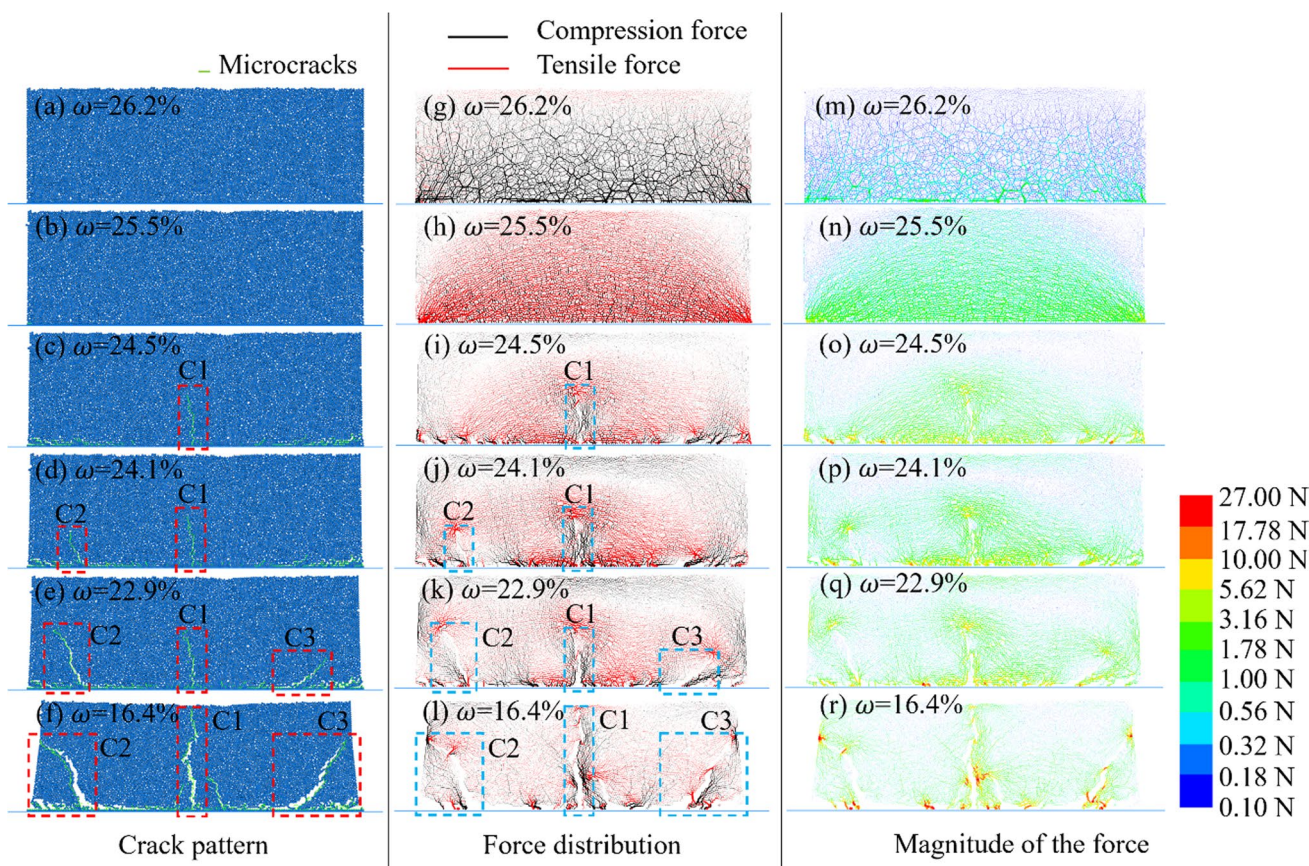 Microcracks
(a) ω=26.2%
(b) ω=25.5%
(c) ω=24.5%
C1
(d) ω=24.1%
C1
C2
(e) ω=22.9%
C1
C2
C3
(f) ω=16.4%
C1
C3
C2
Crack pattern
Compression force
Tensile force
(g) ω=26.2%
(h) ω=25.5%
(i) ω=24.5%
C1
(j) ω=24.1%
C1
C2
(k) ω=22.9%
C1
C2
C3
(l) ω=16.4%
C1
C3
C2
Force distribution
(m) ω=26.2%
(n) ω=25.5%
(o) ω=24.5%
(p) ω=24.1%
(q) ω=22.9%
(r) ω=16.4%
Magnitude of the force
27.00 N
17.78 N
10.00 N
5.62 N
3.16 N
1.78 N
1.00 N
0.56 N
0.32 N
0.18 N
0.10 N